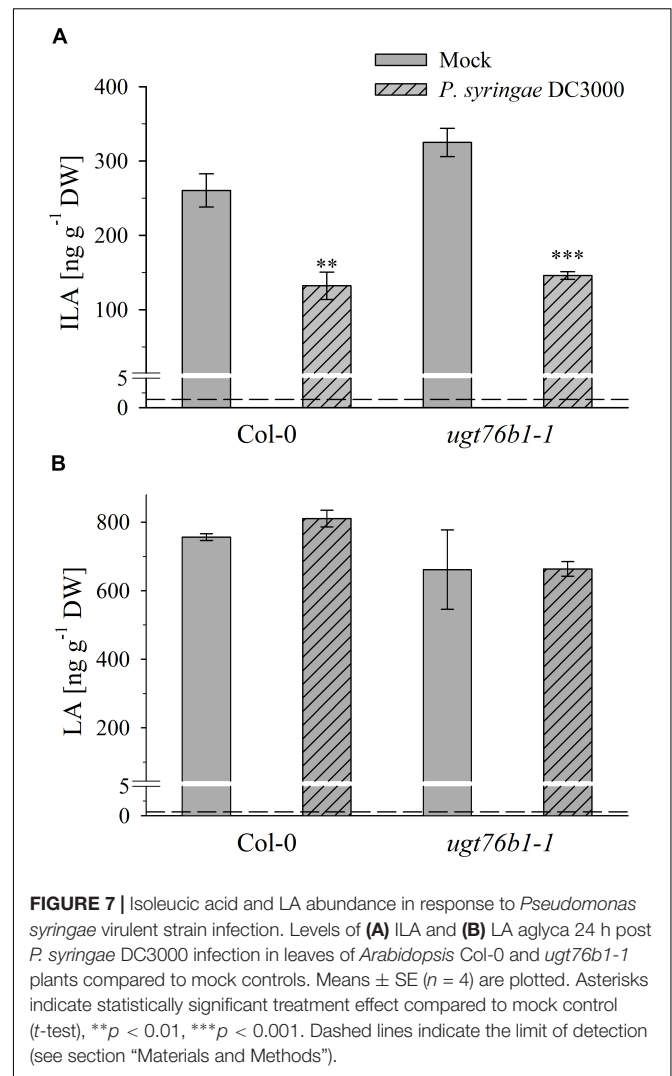 A
Mock
P. syringae DC3000
400
300
200
100
5
0
ILA [ng g⁻¹ DW]
**
***
Col-0
ugt76b1-1
B
800
600
400
200
5
0
LA [ng g⁻¹ DW]
Col-0
ugt76b1-1
FIGURE 7 | Isoleucic acid and LA abundance in response to Pseudomonas
syringae virulent strain infection. Levels of (A) ILA and (B) LA aglyca 24 h post
P. syringae DC3000 infection in leaves of Arabidopsis Col-0 and ugt76b1-1
plants compared to mock controls. Means ± SE (n = 4) are plotted. Asterisks
indicate statistically significant treatment effect compared to mock control
(t-test), **p < 0.01, ***p < 0.001. Dashed lines indicate the limit of detection
(see section “Materials and Methods”).